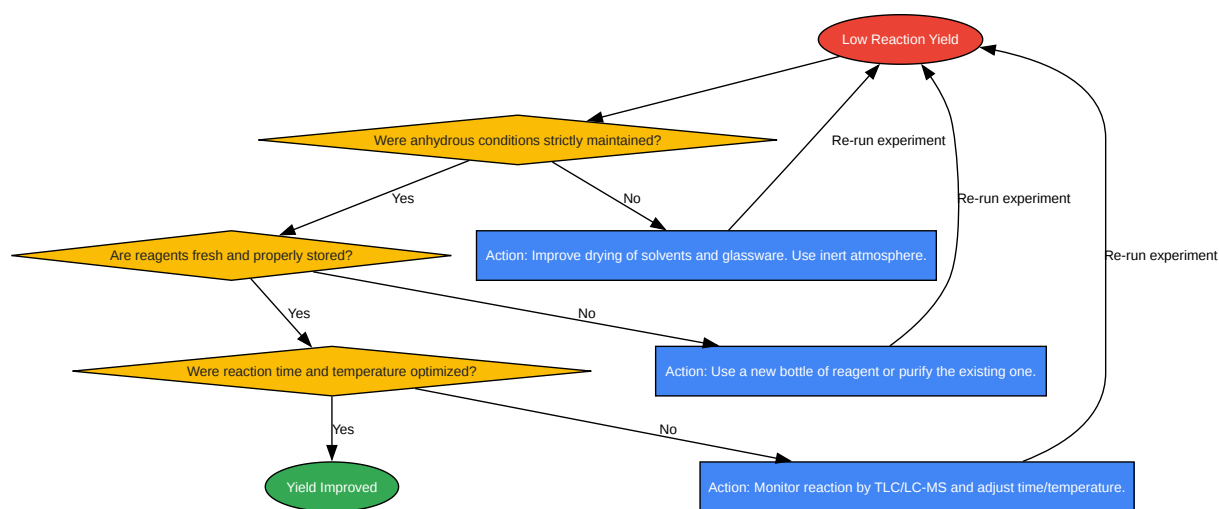 Low Reaction Yield
Were anhydrous conditions strictly maintained?
Re-run experiment
Yes
No
Re-run experiment
Are reagents fresh and properly stored?
Action: Improve drying of solvents and glassware. Use inert atmosphere.
Re-run experiment
Yes
No
Were reaction time and temperature optimized?
Action: Use a new bottle of reagent or purify the existing one.
Yes
No
Yield Improved
Action: Monitor reaction by TLC/LC-MS and adjust time/temperature.